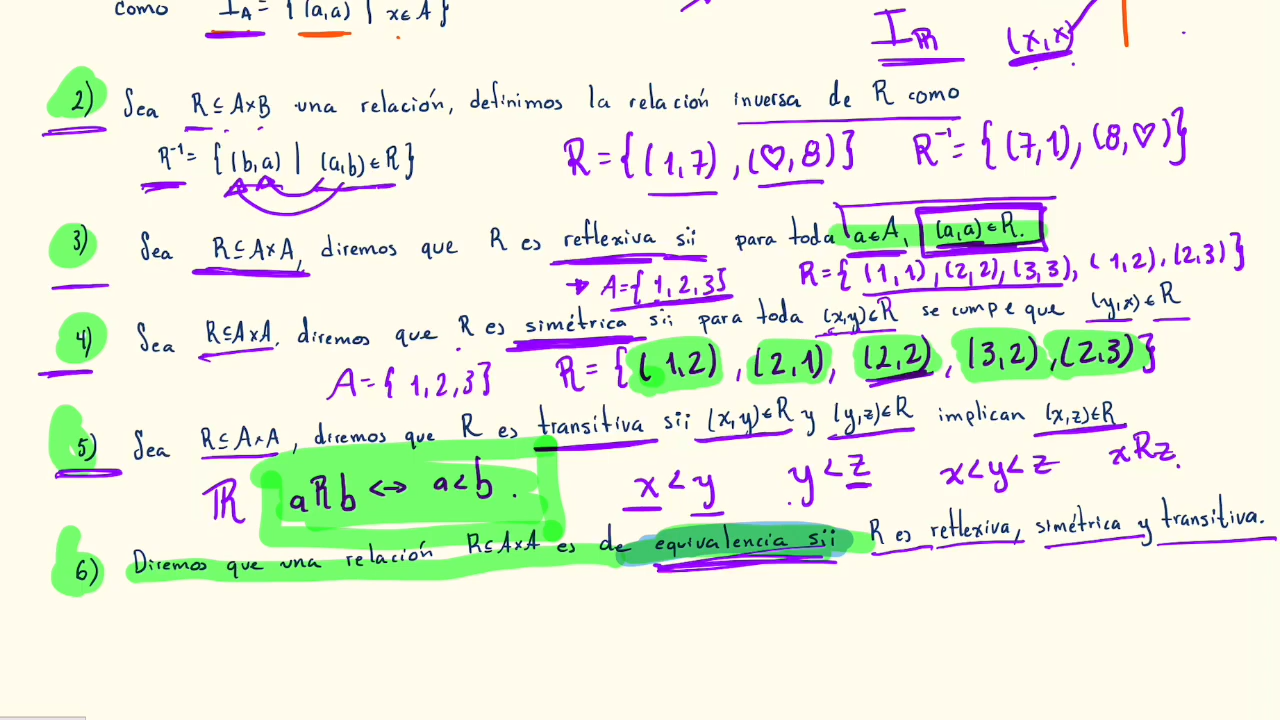 como I_A = { (a,a) | x ∈ A }
I_ℝ (x,x)
2) Sea R ⊆ A×B una relación, definimos la relación inversa de R como
R⁻¹ = { (b,a) | (a,b) ∈ R }
R = { (1,7), (♡,8) } R⁻¹ = { (7,1), (8,♡) }
3) Sea R ⊆ A×A, diremos que R es reflexiva sii para toda a ∈ A, (a,a) ∈ R.
→ A = { 1,2,3 } R = { (1,1), (2,2), (3,3), (1,2), (2,3) }
4) Sea R ⊆ A×A, diremos que R es simétrica sii para toda (x,y) ∈ R se cumpe que (y,x) ∈ R
A = { 1,2,3 } R = { (1,2), (2,1), (2,2), (3,2), (2,3) }
5) Sea R ⊆ A×A, diremos que R es transitiva sii (x,y) ∈ R y (y,z) ∈ R implican (x,z) ∈ R
ℝ aRb ↔ a < b. x < y y < z x < y < z xRz.
6) Diremos que una relación R ⊆ A×A es de equivalencia sii R es reflexiva, simétrica y transitiva.